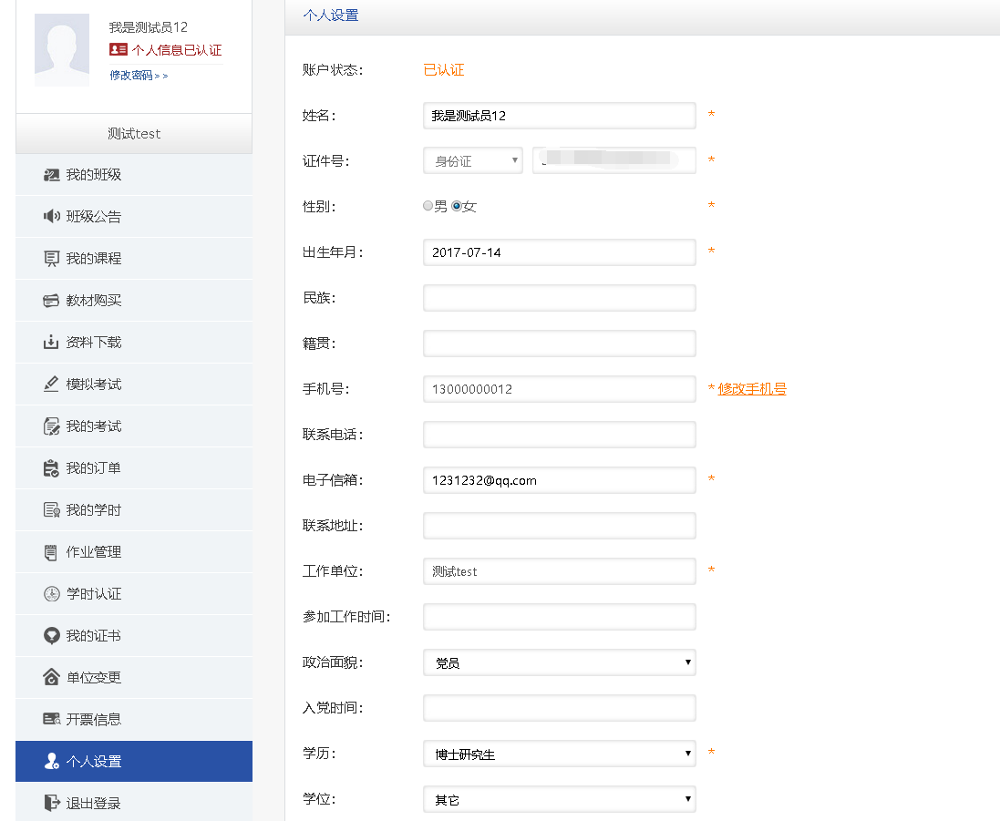 我是测试员12
个人信息已认证
修改密码>>
测试test
我的班级
班级公告
我的课程
教材购买
资料下载
模拟考试
我的考试
我的订单
我的学时
作业管理
学时认证
我的证书
单位变更
开票信息
个人设置
退出登录
个人设置
账户状态： 已认证
姓名： 我是测试员12 *
证件号： 身份证 *
性别： 男 女 *
出生年月： 2017-07-14 *
民族：
籍贯：
手机号： 13000000012 * 修改手机号
联系电话：
电子信箱： 1231232@qq.com *
联系地址：
工作单位： 测试test *
参加工作时间：
政治面貌： 党员
入党时间：
学历： 博士研究生 *
学位： 其它